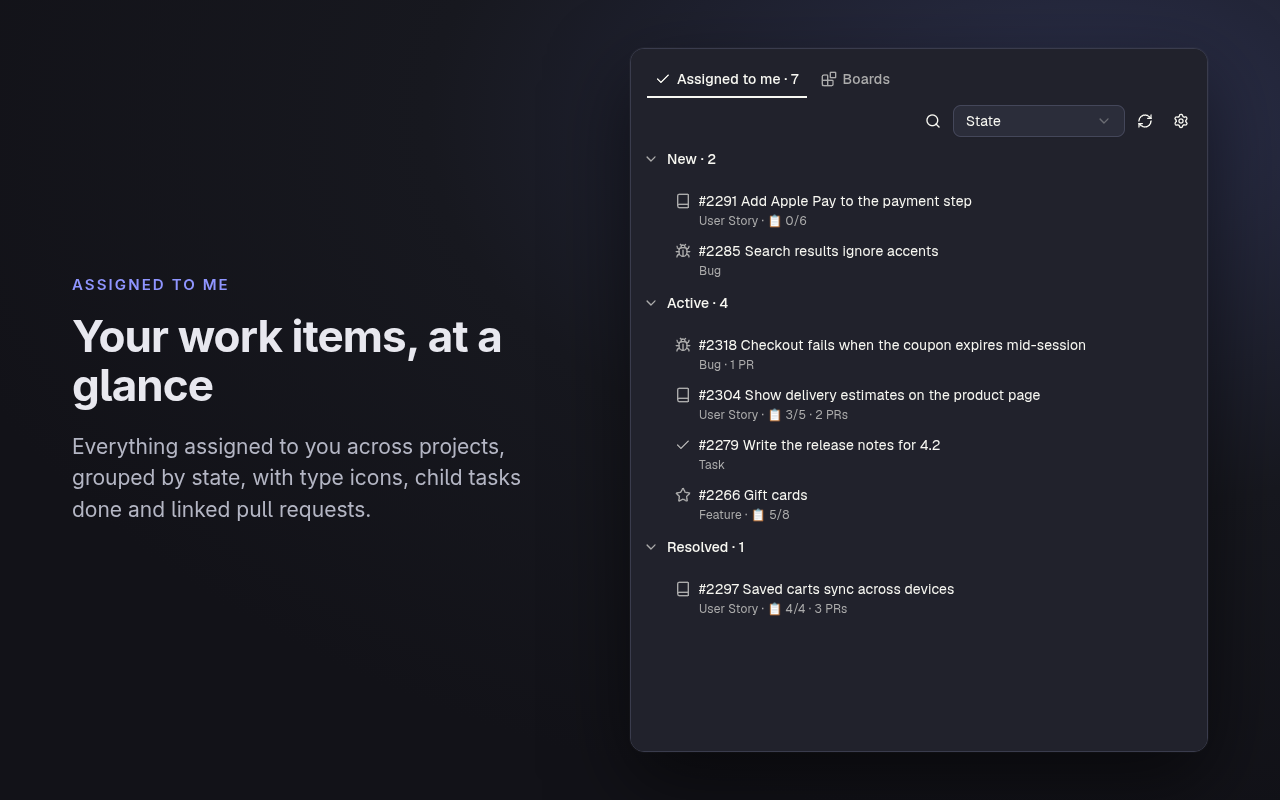 ASSIGNED TO ME
Your work items, at a
glance
Everything assigned to you across projects,
grouped by state, with type icons, child tasks
done and linked pull requests.
Assigned to me · 7
Boards
State
New · 2
#2291 Add Apple Pay to the payment step
User Story · 📋 0/6
#2285 Search results ignore accents
Bug
Active · 4
#2318 Checkout fails when the coupon expires mid-session
Bug · 1 PR
#2304 Show delivery estimates on the product page
User Story · 📋 3/5 · 2 PRs
#2279 Write the release notes for 4.2
Task
#2266 Gift cards
Feature · 📋 5/8
Resolved · 1
#2297 Saved carts sync across devices
User Story · 📋 4/4 · 3 PRs